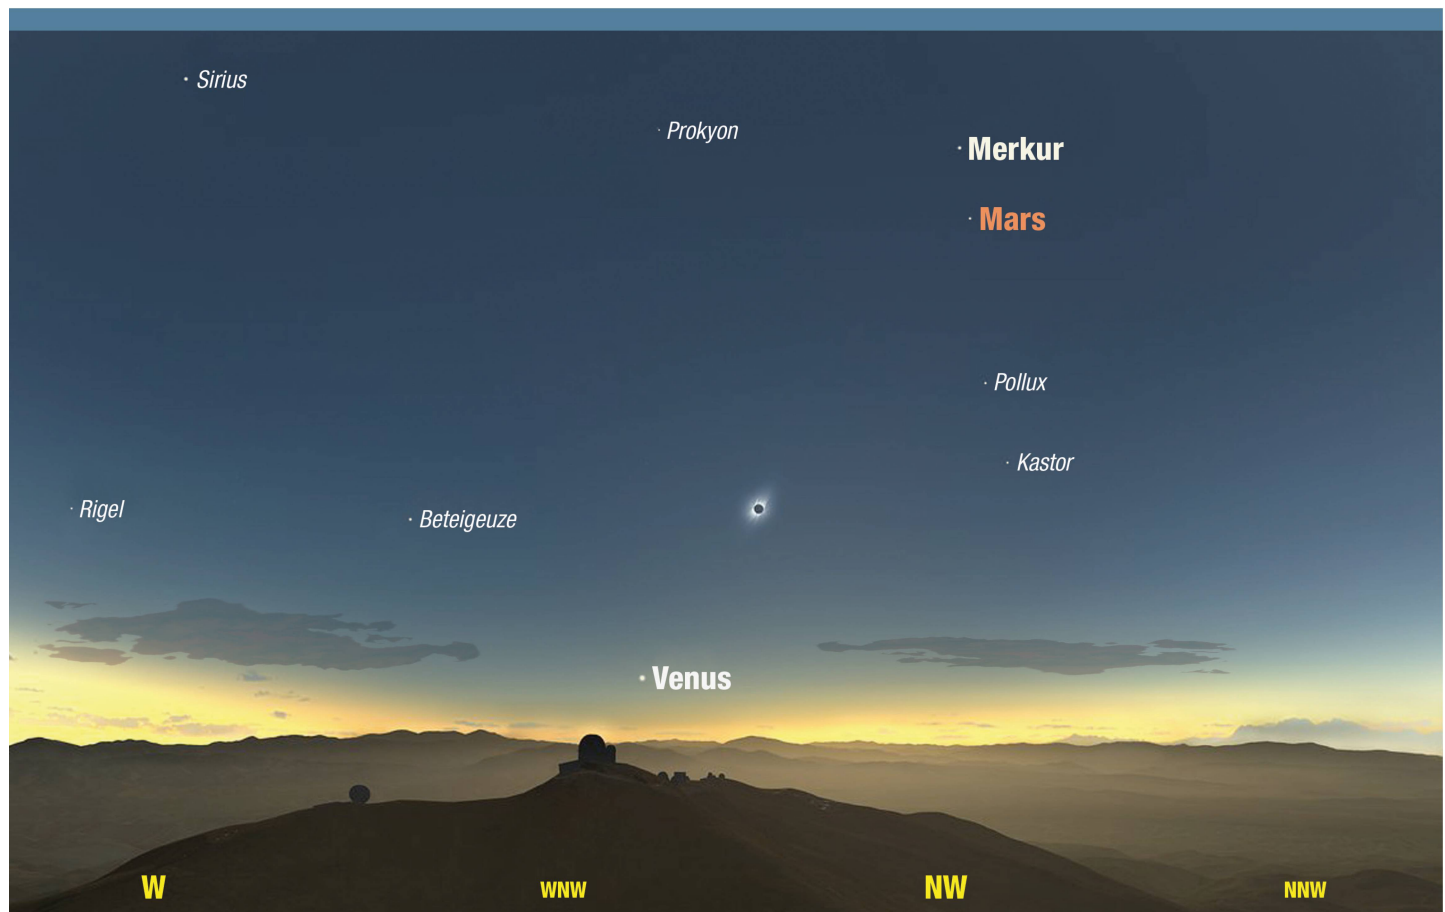 Sirius
Prokyon
Merkur
Mars
Pollux
Kastor
Rigel
Beteigeuze
Venus
W
WNW
NW
NNW